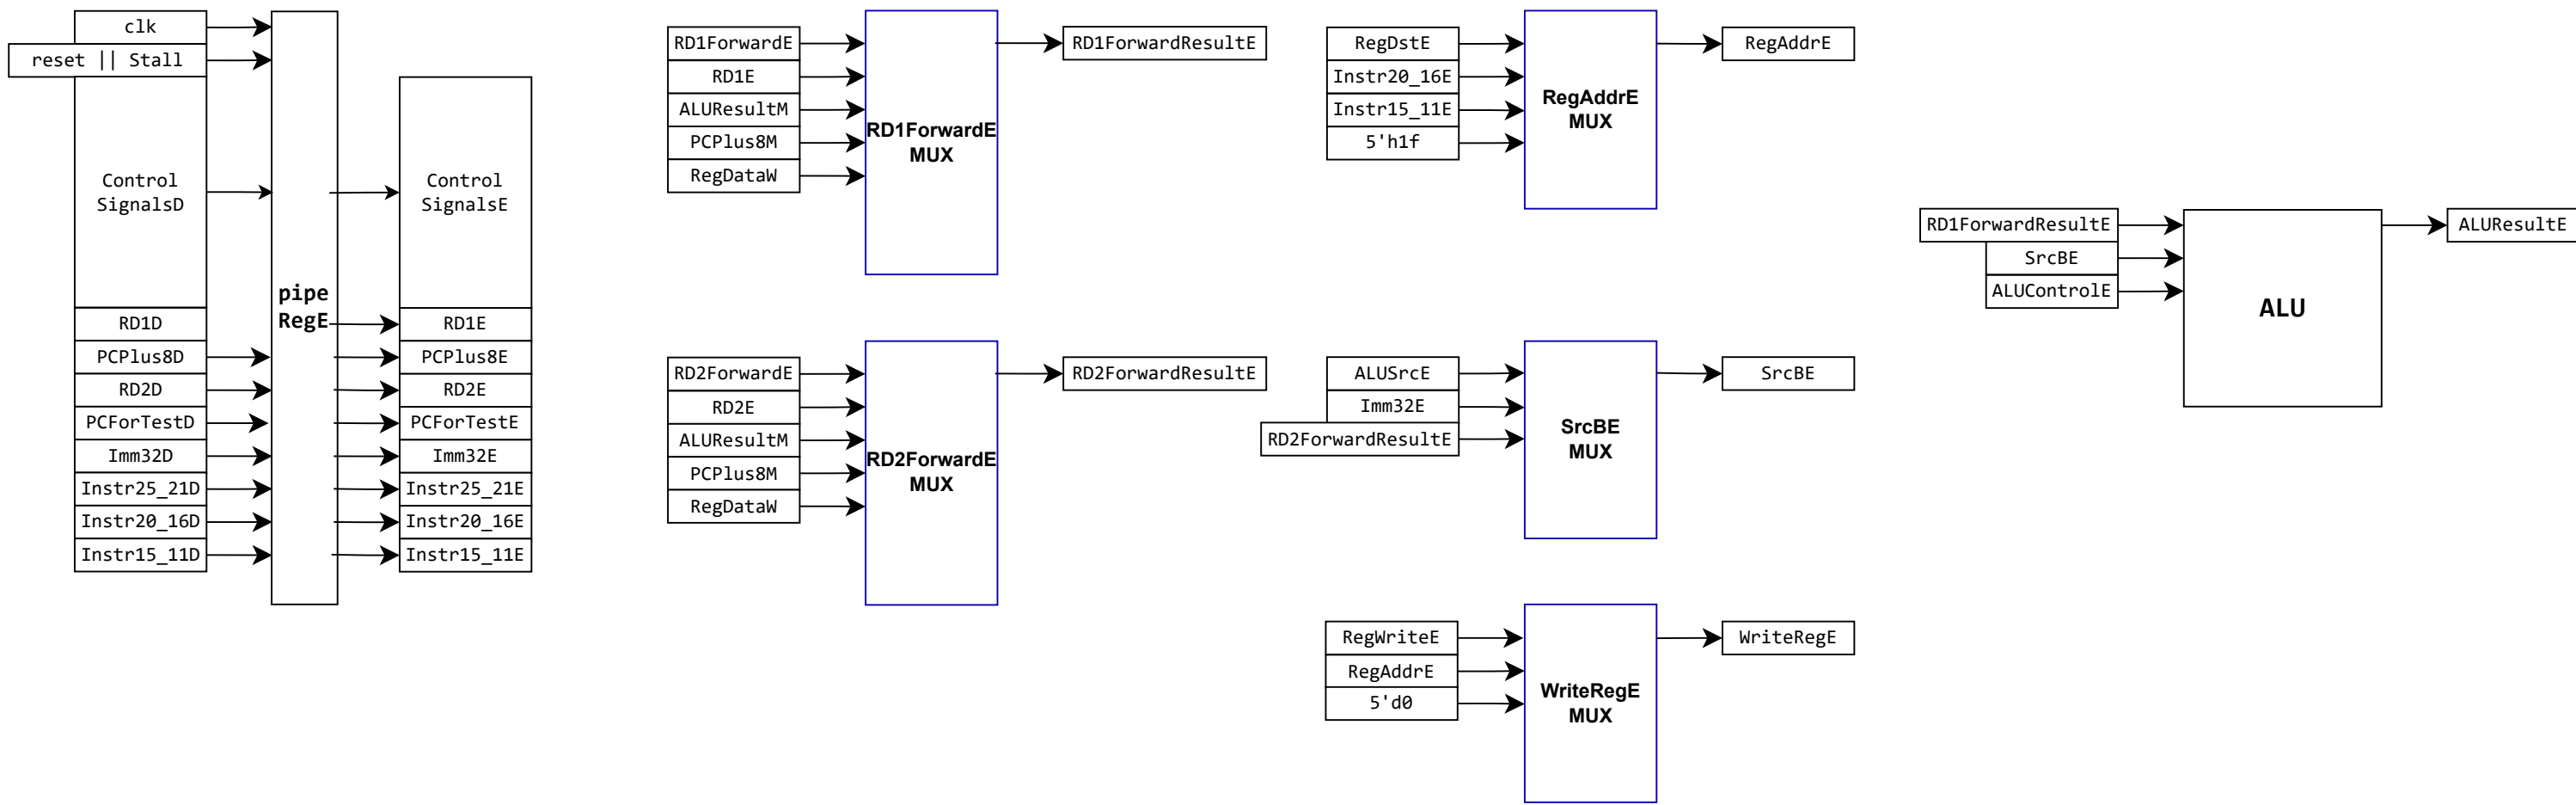 clk
reset || Stall
Control
SignalsD
RD1D
PCPlus8D
RD2D
PCForTestD
Imm32D
Instr25_21D
Instr20_16D
Instr15_11D
pipe
RegE
Control
SignalsE
RD1E
PCPlus8E
RD2E
PCForTestE
Imm32E
Instr25_21E
Instr20_16E
Instr15_11E
RD1ForwardE
RD1E
ALUResultM
PCPlus8M
RegDataW
RD1ForwardE
MUX
RD1ForwardResultE
RD2ForwardE
RD2E
ALUResultM
PCPlus8M
RegDataW
RD2ForwardE
MUX
RD2ForwardResultE
RegDstE
Instr20_16E
Instr15_11E
5'h1f
RegAddrE
MUX
RegAddrE
ALUSrcE
Imm32E
RD2ForwardResultE
SrcBE
MUX
SrcBE
RegWriteE
RegAddrE
5'd0
WriteRegE
MUX
WriteRegE
RD1ForwardResultE
SrcBE
ALUControlE
ALU
ALUResultE